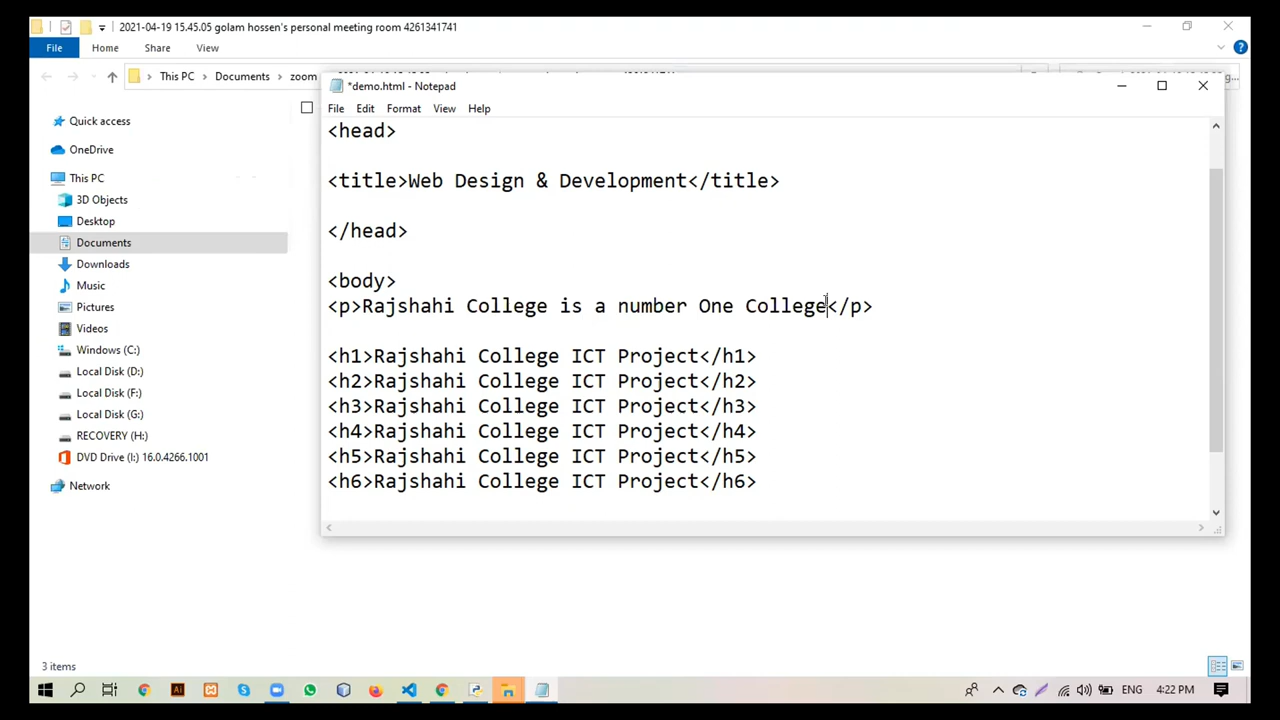 2021-04-19 15.45.05 golam hossen's personal meeting room 4261341741
File Home Share View
This PC Documents zoom
*demo.html - Notepad
File Edit Format View Help
<head>
<title>Web Design & Development</title>
</head>
<body>
<p>Rajshahi College is a number One College</p>
<h1>Rajshahi College ICT Project</h1>
<h2>Rajshahi College ICT Project</h2>
<h3>Rajshahi College ICT Project</h3>
<h4>Rajshahi College ICT Project</h4>
<h5>Rajshahi College ICT Project</h5>
<h6>Rajshahi College ICT Project</h6>
Quick access
OneDrive
This PC
3D Objects
Desktop
Documents
Downloads
Music
Pictures
Videos
Windows (C:)
Local Disk (D:)
Local Disk (F:)
Local Disk (G:)
RECOVERY (H:)
DVD Drive (I:) 16.0.4266.1001
Network
3 items
ENG 4:22 PM